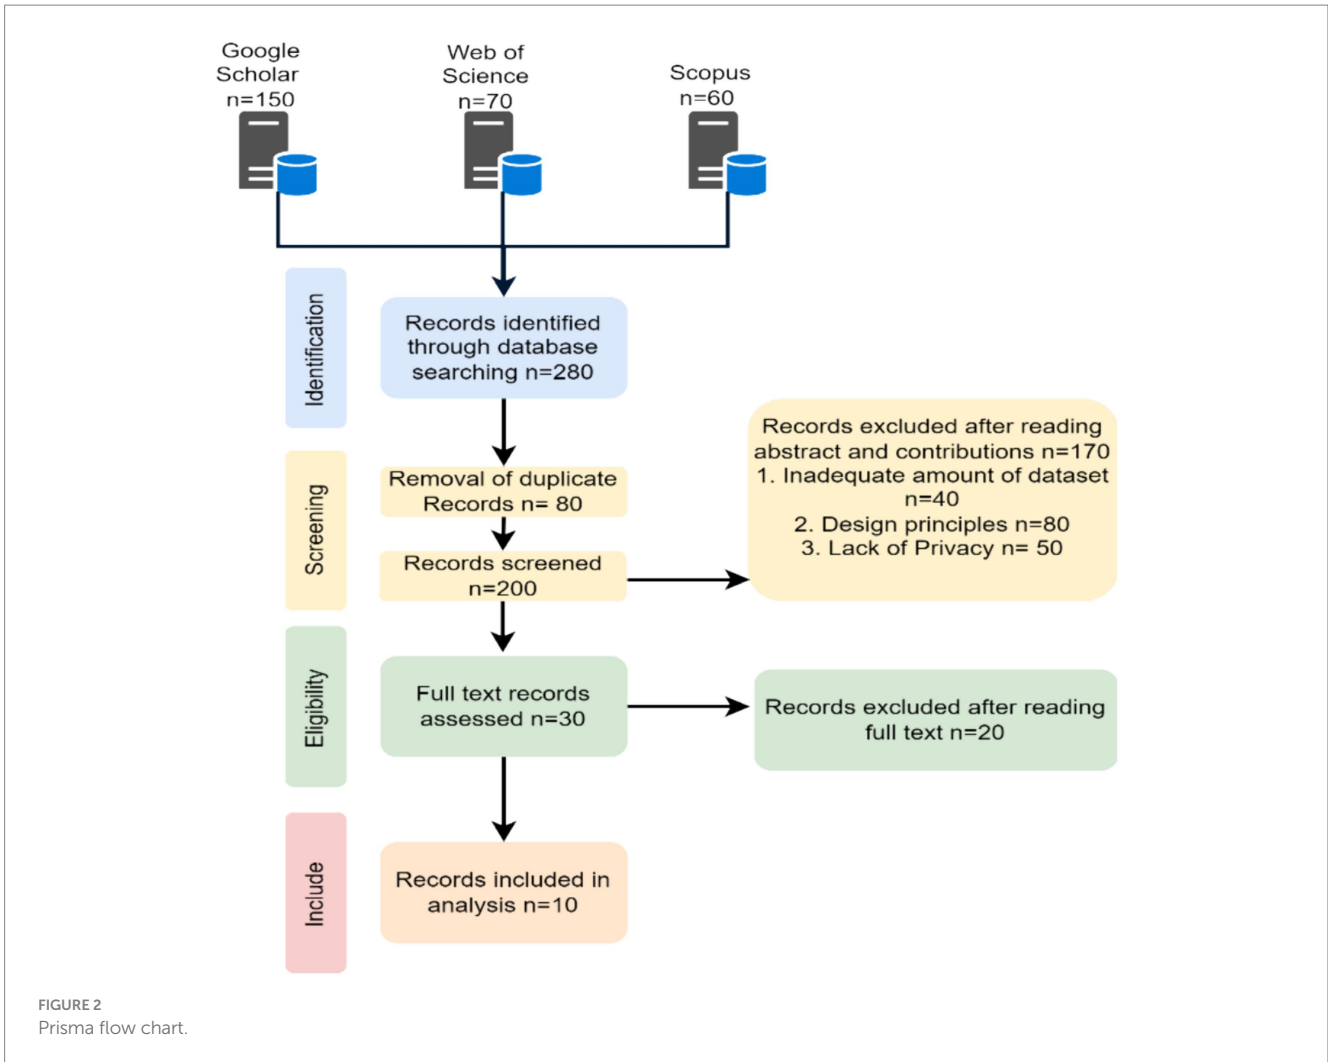 Google
Scholar
n=150
Web of
Science
n=70
Scopus
n=60
Identification
Records identified
through database
searching n=280
Screening
Removal of duplicate
Records n= 80
Records screened
n=200
Records excluded after reading
abstract and contributions n=170
1. Inadequate amount of dataset
n=40
2. Design principles n=80
3. Lack of Privacy n= 50
Eligibility
Full text records
assessed n=30
Records excluded after reading
full text n=20
Include
Records included in
analysis n=10
FIGURE 2
Prisma flow chart.